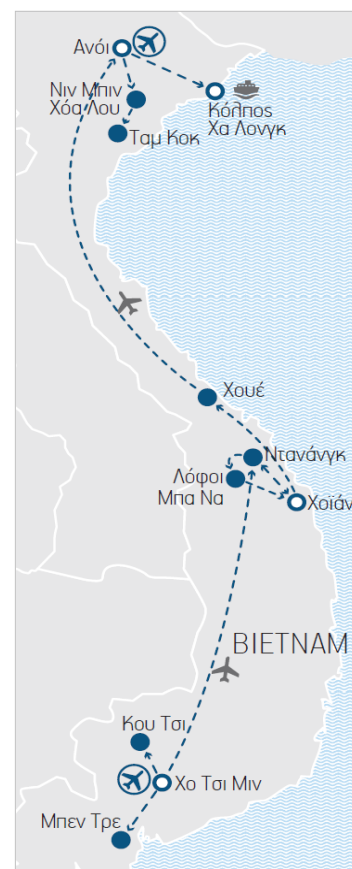 Ανόι
Νιν Μπιν
Χόα Λου
Ταμ Κοκ
Κόλπος
Χα Λονγκ
Χουέ
Ντανάνγκ
Λόφοι
Μπα Να
Χοϊάν
ΒΙΕΤΝΑΜ
Κου Τσι
Χο Τσι Μιν
Μπεν Τρε